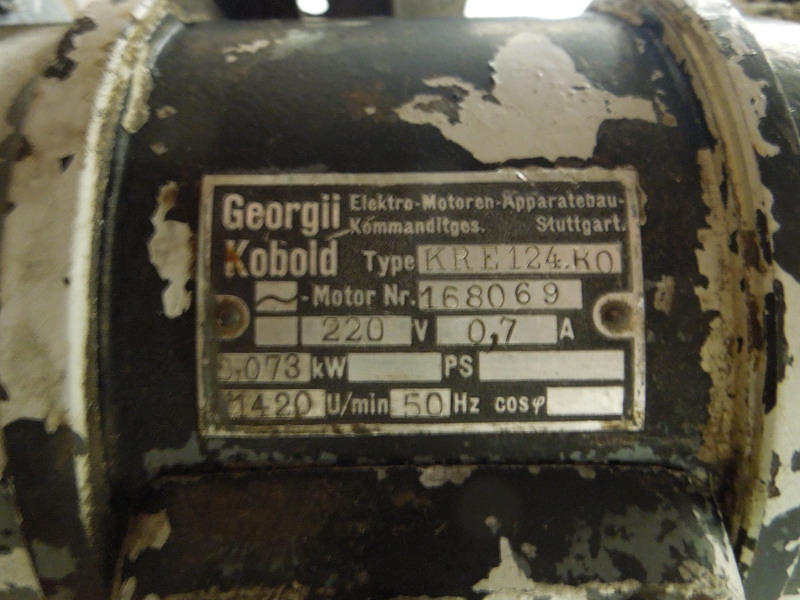 Georgii Elektro-Motoren-Apparatebau-
Kommanditges. Stuttgart.
Kobold Type KRE124.KO
~-Motor Nr. 168069
220 V 0,7 A
0,073 kW PS
1420 U/min 50 Hz cosφ